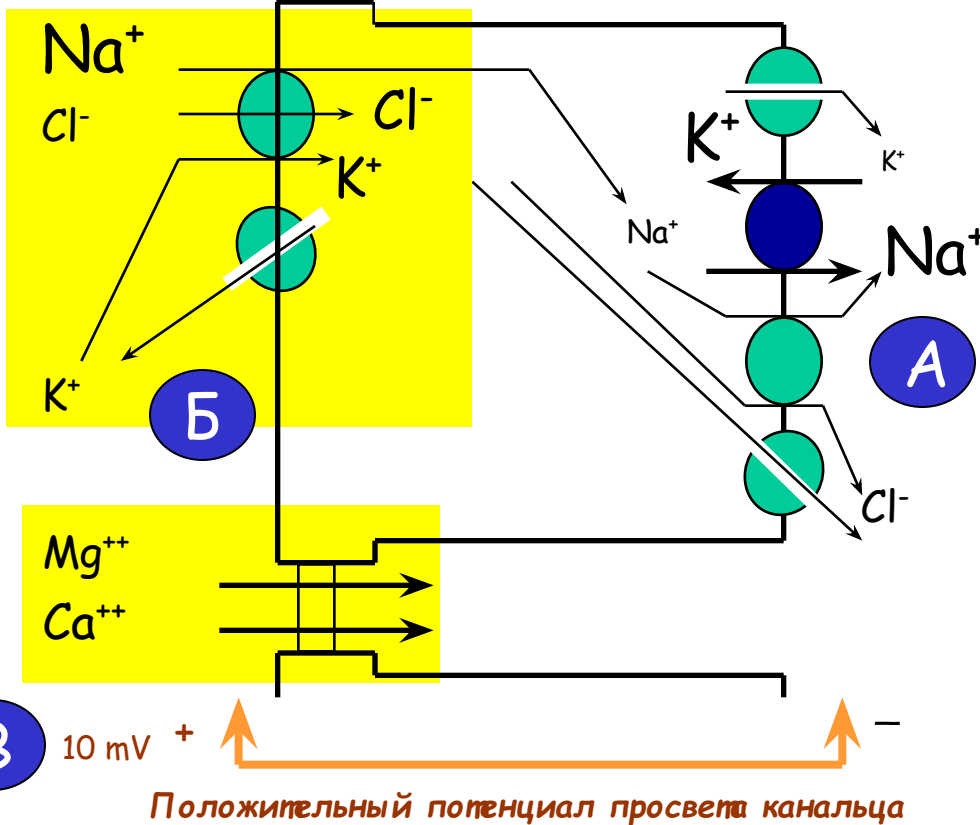 Na⁺
Cl⁻
Cl⁻
K⁺
K⁺
K⁺
K⁺
Na⁺
Na⁺
А
Б
Cl⁻
Mg⁺⁺
Ca⁺⁺
В
10 mV
+
–
Положительный потенциал просвета канальца